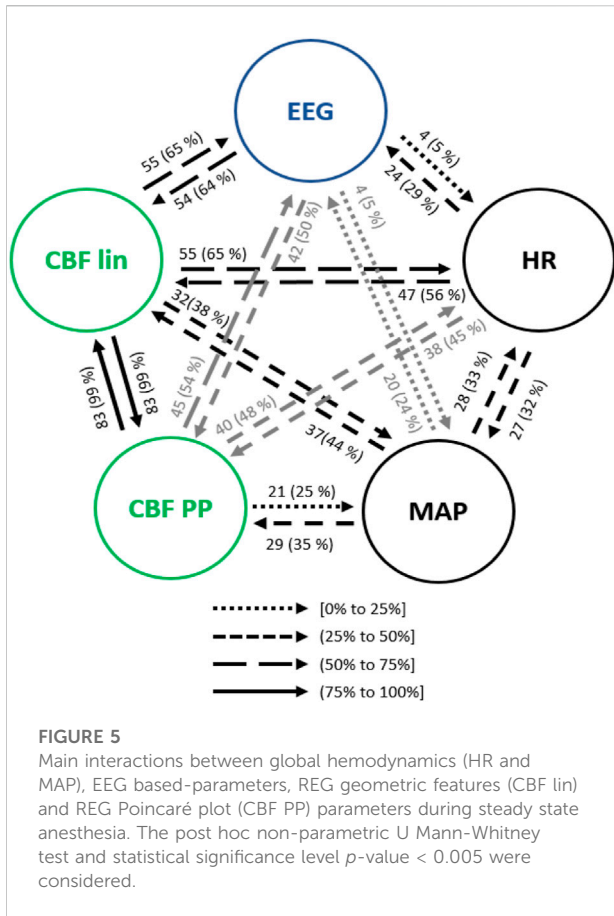 EEG
55 (65 %)
54 (64 %)
4 (5 %)
24 (29 %)
CBF lin
HR
42 (50 %)
4 (5 %)
55 (65 %)
47 (56 %)
32(38%)
38 (45%)
83 (99 %)
83 (99 %)
45 (54%)
40 (48%)
20 (24 %)
37(44%)
28 (33 %)
27 (32 %)
CBF PP
21 (25 %)
29 (35 %)
MAP
[0% to 25%]
(25% to 50%]
(50% to 75%]
(75% to 100%]
FIGURE 5
Main interactions between global hemodynamics (HR and
MAP), EEG based-parameters, REG geometric features (CBF lin)
and REG Poincaré plot (CBF PP) parameters during steady state
anesthesia. The post hoc non-parametric U Mann-Whitney
test and statistical significance level p-value < 0.005 were
considered.